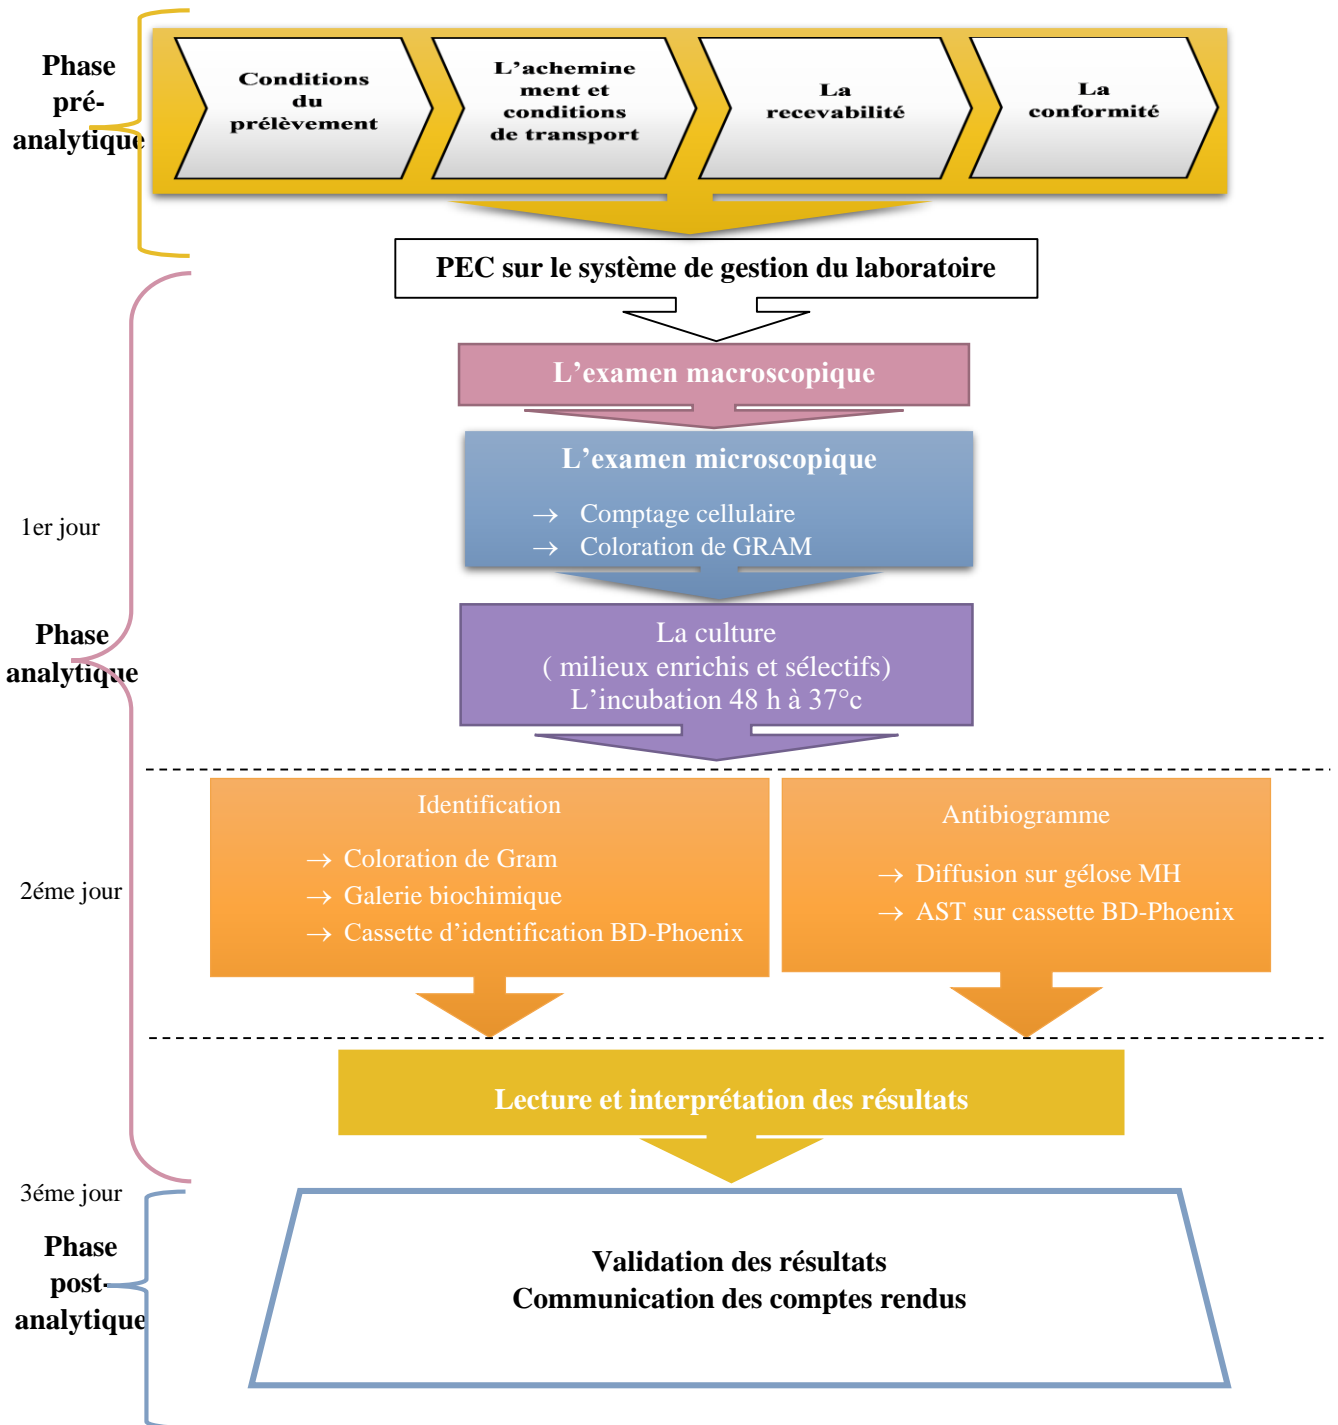 Phase
pré-
analytique
Conditions
du
prélèvement
L’achemine
ment et
conditions
de transport
La
recevabilité
La
conformité
PEC sur le système de gestion du laboratoire
L’examen macroscopique
L’examen microscopique
→ Comptage cellulaire
→ Coloration de GRAM
1er jour
Phase
analytique
La culture
( milieux enrichis et sélectifs)
L’incubation 48 h à 37°c
2éme jour
Identification
→ Coloration de Gram
→ Galerie biochimique
→ Cassette d’identification BD-Phoenix
Antibiogramme
→ Diffusion sur gélose MH
→ AST sur cassette BD-Phoenix
Lecture et interprétation des résultats
3éme jour
Phase
post-
analytique
Validation des résultats
Communication des comptes rendus